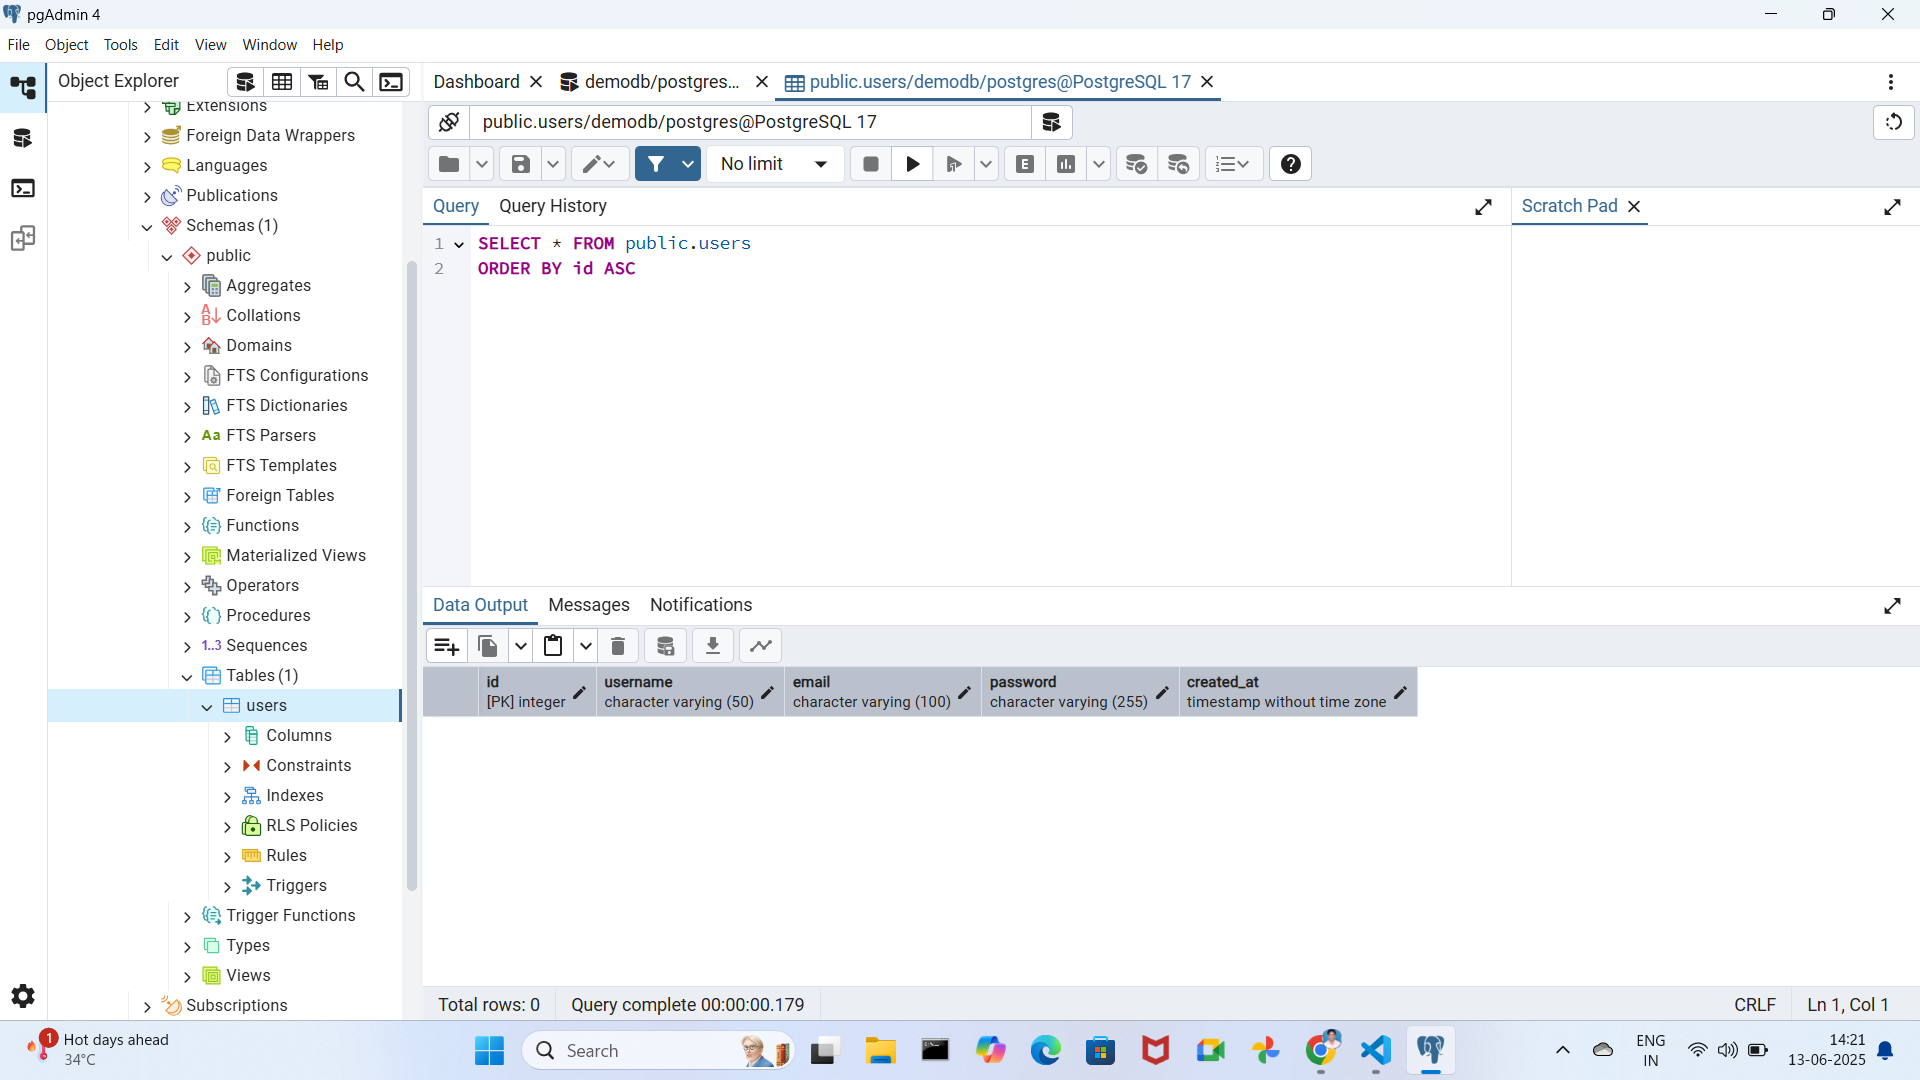 pgAdmin 4
File Object Tools Edit View Window Help
Object Explorer
Dashboard demodb/postgres... public.users/demodb/postgres@PostgreSQL 17
public.users/demodb/postgres@PostgreSQL 17
No limit
E
Query Query History
Scratch Pad
1 SELECT * FROM public.users
2 ORDER BY id ASC
Extensions
Foreign Data Wrappers
Languages
Publications
Schemas (1)
public
Aggregates
Collations
Domains
FTS Configurations
FTS Dictionaries
Aa FTS Parsers
FTS Templates
Foreign Tables
Functions
Materialized Views
Operators
Procedures
1..3 Sequences
Tables (1)
users
Columns
Constraints
Indexes
RLS Policies
Rules
Triggers
Trigger Functions
Types
Views
Subscriptions
Data Output Messages Notifications
id username email password created_at
[PK] integer character varying (50) character varying (100) character varying (255) timestamp without time zone
Total rows: 0 Query complete 00:00:00.179 CRLF Ln 1, Col 1
1 Hot days ahead
34°C
Search
ENG
IN
14:21
13-06-2025